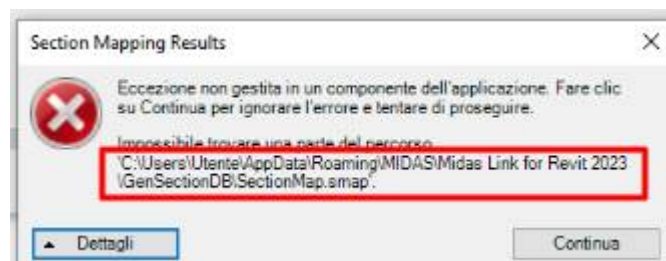 Section Mapping Results
Eccezione non gestita in un componente dell'applicazione. Fare clic
su Continua per ignorare l'errore e tentare di proseguire.
Impossibile trovare una parte del percorso
'C:\Users\Utente\AppData\Roaming\MIDAS\Midas Link for Revit 2023
\GenSectionDB\SectionMap.smap'.
Dettagli
Continua